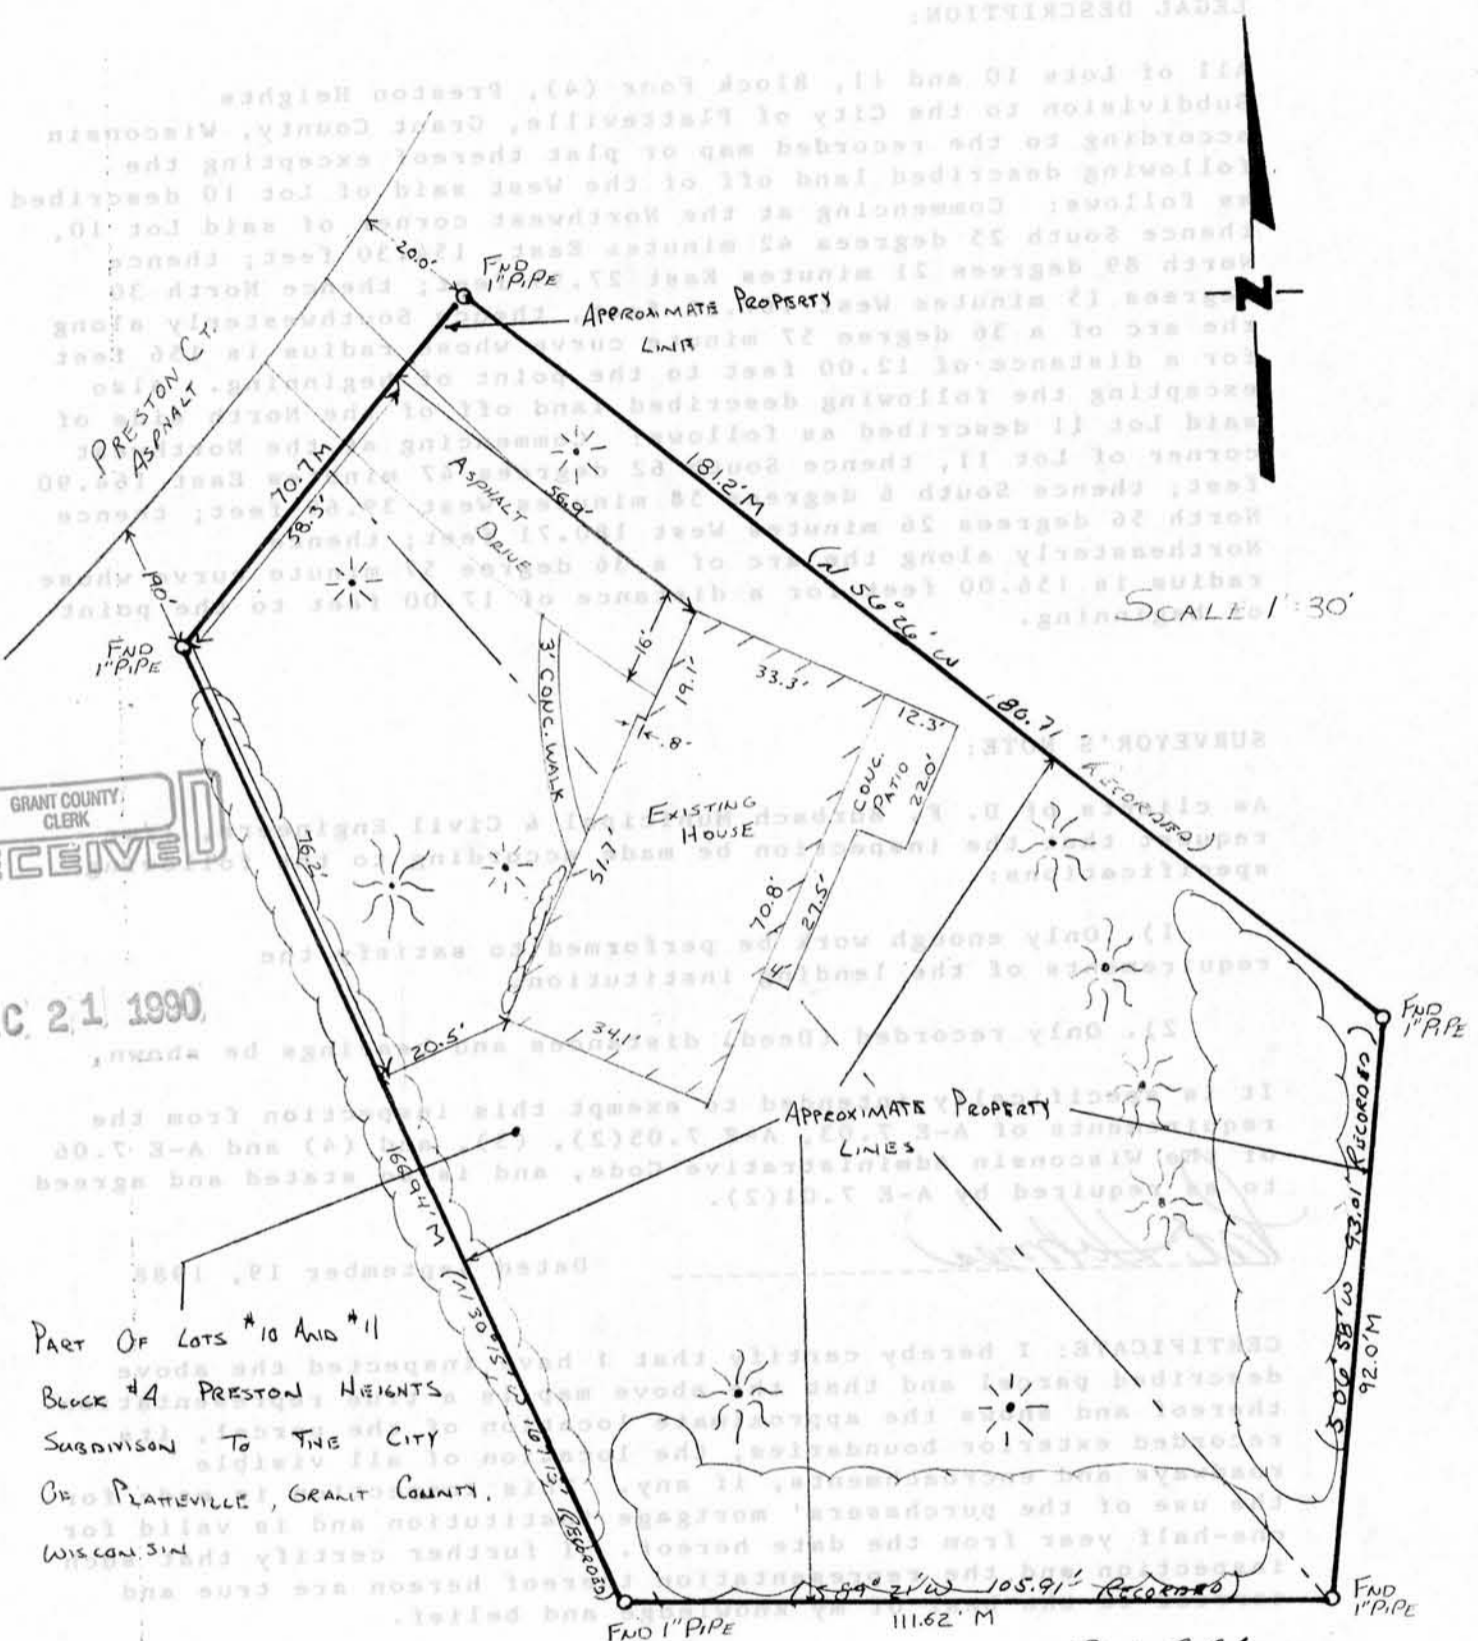 LEGAL DESCRIPTION:
All of Lots 10 and 11, Block Four (4), Preston Heights
Subdivision to the City of Platteville, Grant County, Wisconsin
according to the recorded map or plat thereof excepting the
following described land off of the West said of Lot 10 described
as follows: Commencing at the Northwest corner of said Lot 10,
thence South 25 degrees 42 minutes East feet; thence
North 89 degrees 21 minutes East thence North 30
degrees 15 minutes West thence Southwesterly along
the arc of a 36 degree 57 minute curve whose radius is 156 feet
for a distance of 12.00 feet to the point of beginning. Also
excepting the following described land off of the North side of
said Lot 11 described as follows: Commencing at the Northeast
corner of Lot 11, thence South 62 degrees 47 minutes East 164.90
feet; thence South 6 degrees 58 minutes West feet; thence
North 56 degrees 26 minutes West 180.71 feet; thence
Northeasterly along the arc of a 36 degree 57 minute curve whose
radius is 156.00 feet for a distance of 17.00 feet to the point
of beginning.
N
SCALE 1":30'
PRESTON CIR.
ASPHALT
20.0'
FND
1" PIPE
APPROXIMATE PROPERTY
LINE
70.7'M
58.3'
ASPHALT
DRIVE
56.9'
181.2'M
(N 56° 26' W
180.71'
RECORDED)
19.0'
FND
1" PIPE
3' CONC. WALK
16'
19.1'
.8'
33.3'
12.3'
CONC.
PATIO
22.0'
EXISTING
HOUSE
51.7'
70.8'
27.5'
4'
SURVEYOR'S NOTE:
As clients of D. F. Burbach Municipal & Civil Engineers,
request that the inspection be made according to the following
specifications:
1). Only enough work be performed to satisfy the
requirements of the lending institution
2). Only recorded (Deed) distances and bearings be shown,
It is specifically intended to exempt this inspection from the
requirements of A-E 7.03, A-E 7.05(2), (3), and (4) and A-E 7.06
of the Wisconsin Administrative Code, and is so stated and agreed
to as required by A-E 7.01(2).
Dated September 19, 1988
GRANT COUNTY
CLERK
RECEIVED
76.2'
C 21 1990
20.5'
34.1'
FND
1" PIPE
APPROXIMATE PROPERTY
LINES
166.94' M
(N 30° 15' W 167.15' RECORDED)
(S 06° 58' W 93.01' RECORDED)
92.0'M
PART OF LOTS #10 AND #11
BLOCK #4 PRESTON HEIGHTS
SUBDIVISON TO THE CITY
OF PLATTEVILLE, GRANT COUNTY,
WISCONSIN
CERTIFICATE: I hereby certify that I have inspected the above
described parcel and that the above map is a true representation
thereof and shows the approximate location of the parcel, its
recorded exterior boundaries, the location of all visible
roadways and encroachments, if any. This inspection is made for
the use of the purchasers' mortgage institution and is valid for
one-half year from the date hereof. I further certify that such
inspection and the representation thereof hereon are true and
my knowledge and belief.
(S 89° 21' W 105.91' RECORDED)
111.62' M
FND 1" PIPE
FND
1" PIPE